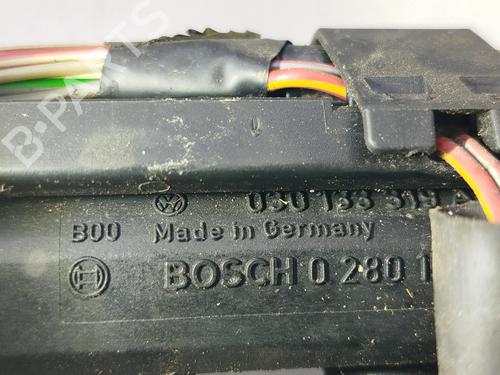 B-PARTS
030 133 319
B00 Made in Germany
BOSCH 0 280 1